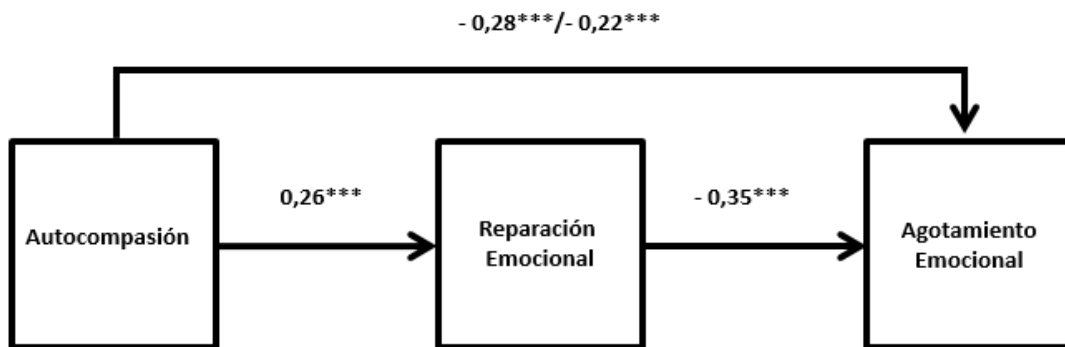 - 0,28***/- 0,22***
0,26***
- 0,35***
Autocompasión
Reparación
Emocional
Agotamiento
Emocional